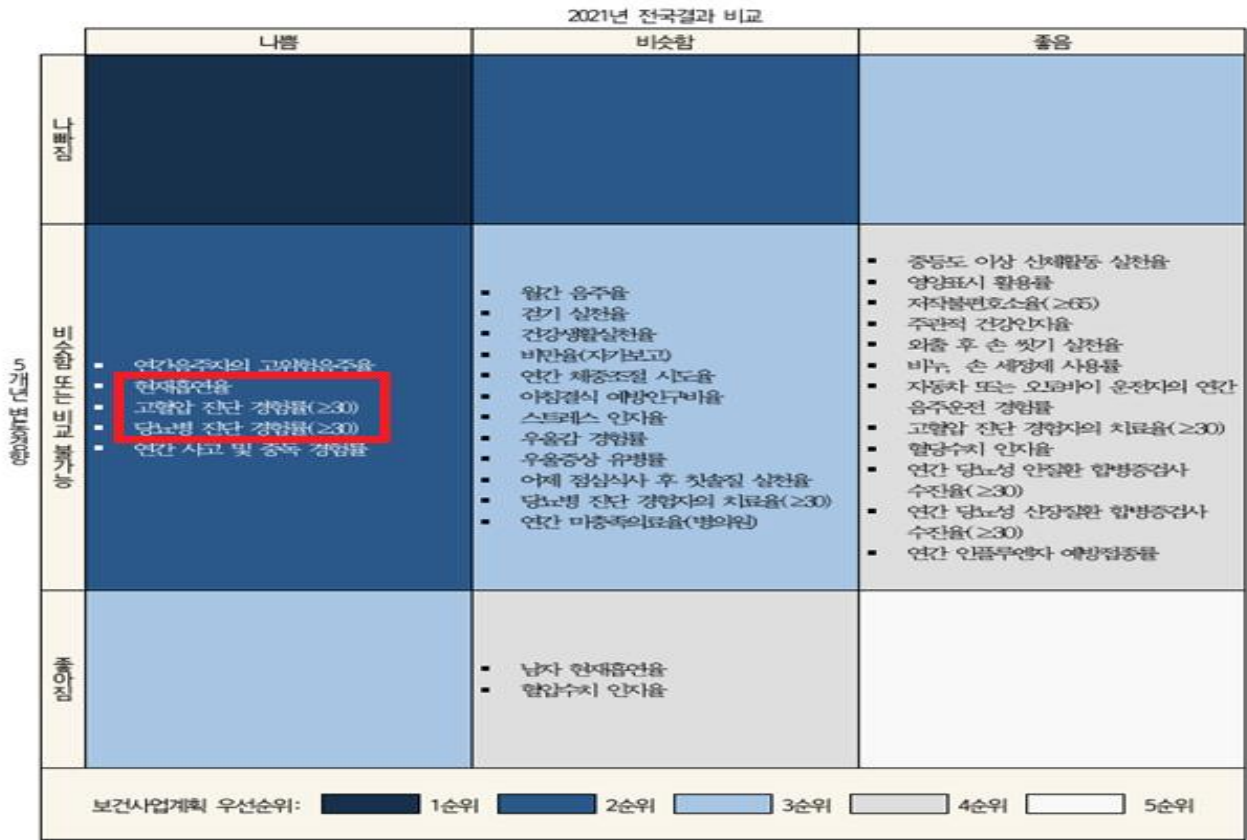 2021년 전국결과 비교
나쁨
비슷함
좋음
5개년 변동경향
나빠짐
비슷함 또는 비교 불가능
▪ 연간음주자의 고위험음주율
▪ 현재흡연율
▪ 고혈압 진단 경험률(≥30)
▪ 당뇨병 진단 경험률(≥30)
▪ 연간 사고 및 중독 경험률
▪ 월간 음주율
▪ 걷기 실천율
▪ 건강생활실천율
▪ 비만율(자가보고)
▪ 연간 체중조절 시도율
▪ 아침결식 예방인구비율
▪ 스트레스 인지율
▪ 우울감 경험률
▪ 우울증상 유병률
▪ 어제 점심식사 후 칫솔질 실천율
▪ 당뇨병 진단 경험자의 치료율(≥30)
▪ 연간 미충족의료율(병의원)
▪ 중등도 이상 신체활동 실천율
▪ 영양표시 활용률
▪ 저작불편호소율(≥65)
▪ 주관적 건강인지율
▪ 외출 후 손 씻기 실천율
▪ 비누, 손 세정제 사용률
▪ 자동차 또는 오토바이 운전자의 연간
음주운전 경험률
▪ 고혈압 진단 경험자의 치료율(≥30)
▪ 혈당수치 인지율
▪ 연간 당뇨성 안질환 합병증검사
수진율(≥30)
▪ 연간 당뇨성 신장질환 합병증검사
수진율(≥30)
▪ 연간 인플루엔자 예방접종률
좋아짐
▪ 남자 현재흡연율
▪ 혈압수치 인지율
보건사업계획 우선순위: 1순위 2순위 3순위 4순위 5순위